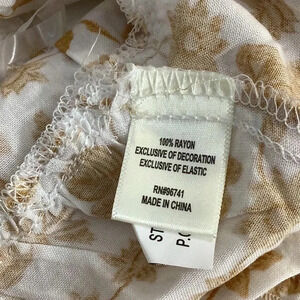 100% RAYON
EXCLUSIVE OF DECORATION
EXCLUSIVE OF ELASTIC
RN#96741
MADE IN CHINA